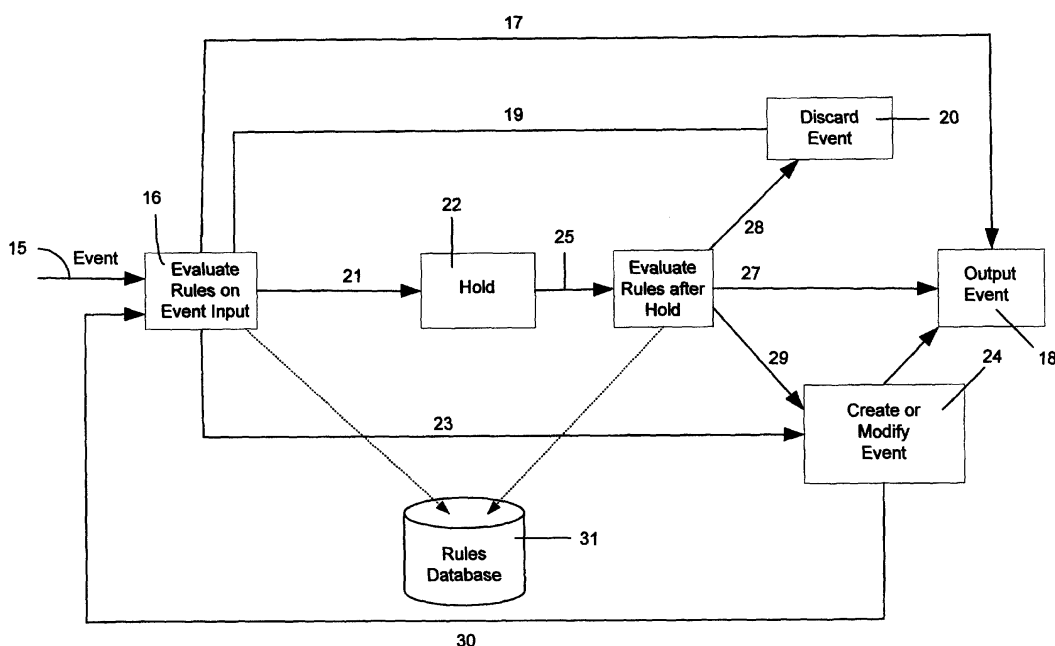 17
19
Discard
Event
20
16
22
15
Event
25
28
Evaluate
Rules on
Event Input
21
Hold
Evaluate
Rules after
Hold
27
Output
Event
29
24
18
23
Create or
Modify
Event
31
Rules
Database
30